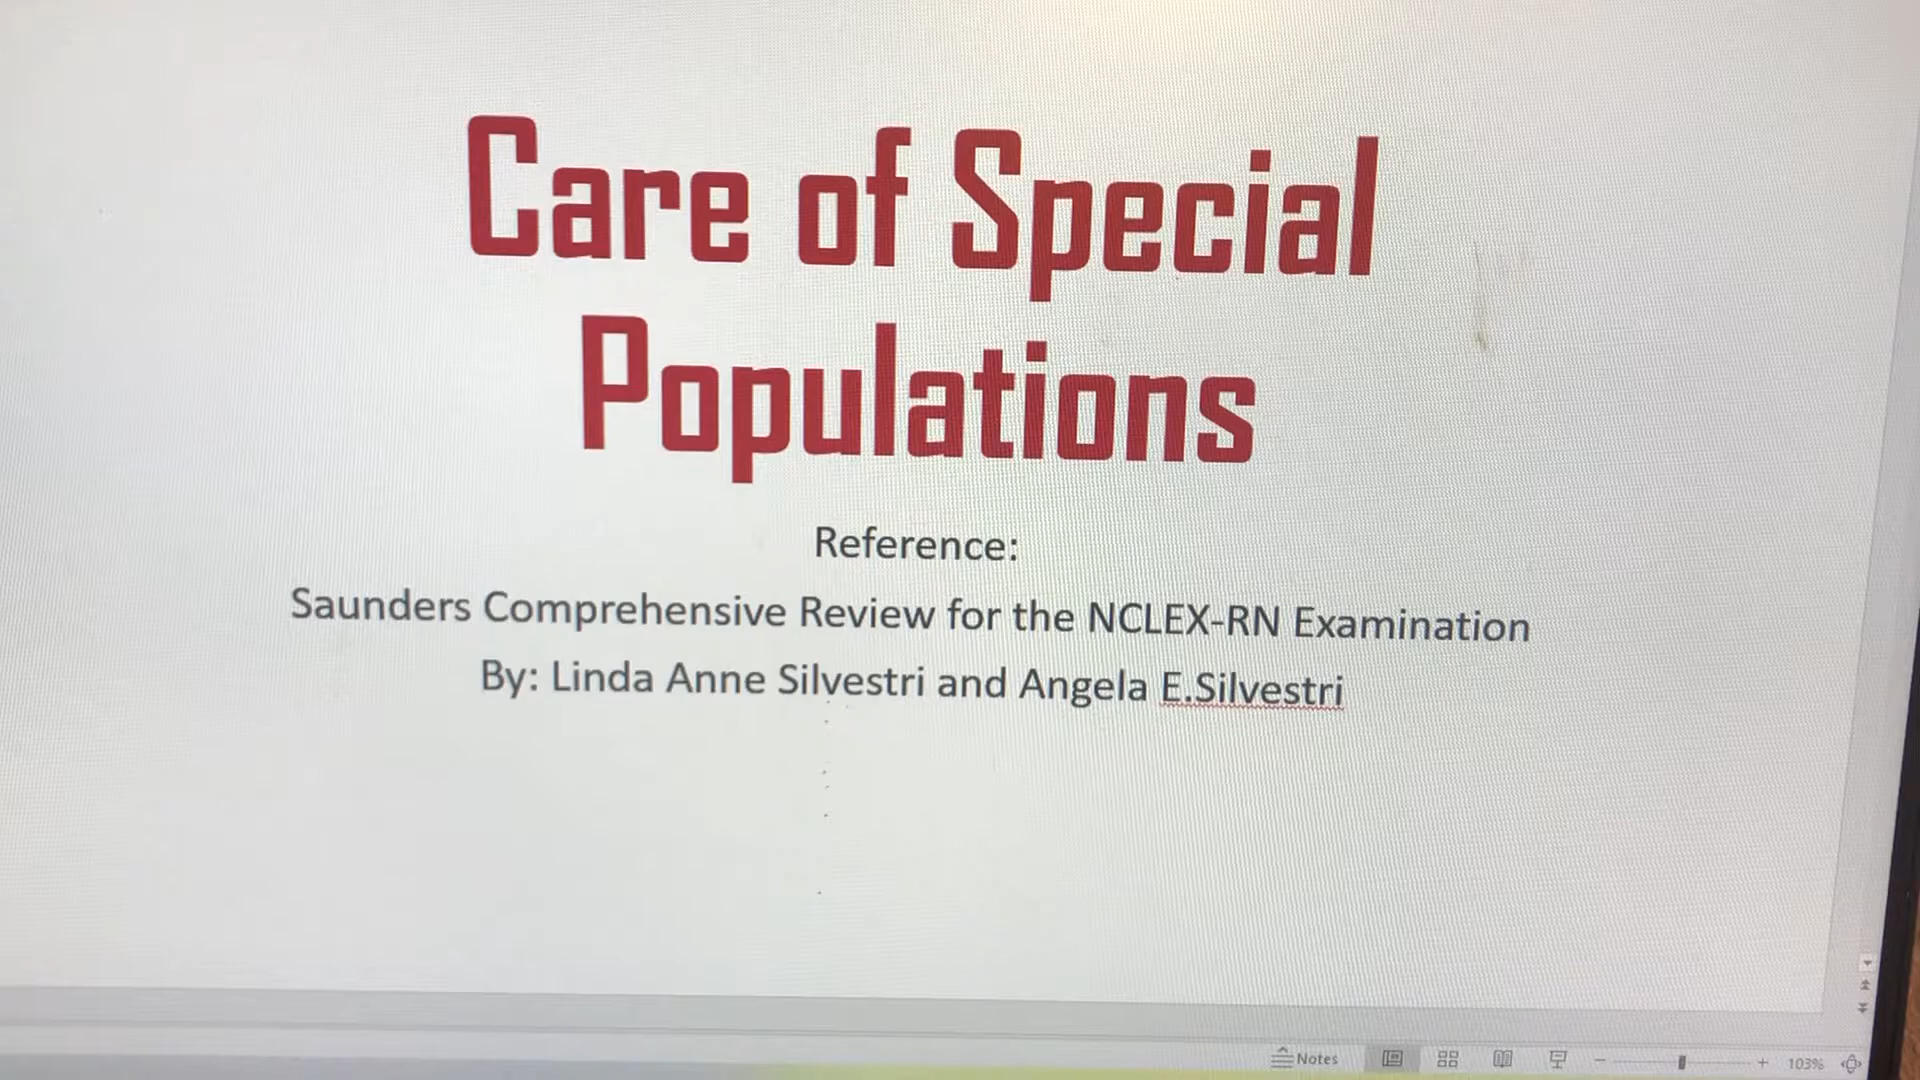 Care of Special
Populations
Reference:
Saunders Comprehensive Review for the NCLEX-RN Examination
By: Linda Anne Silvestri and Angela E.Silvestri
Notes
103%